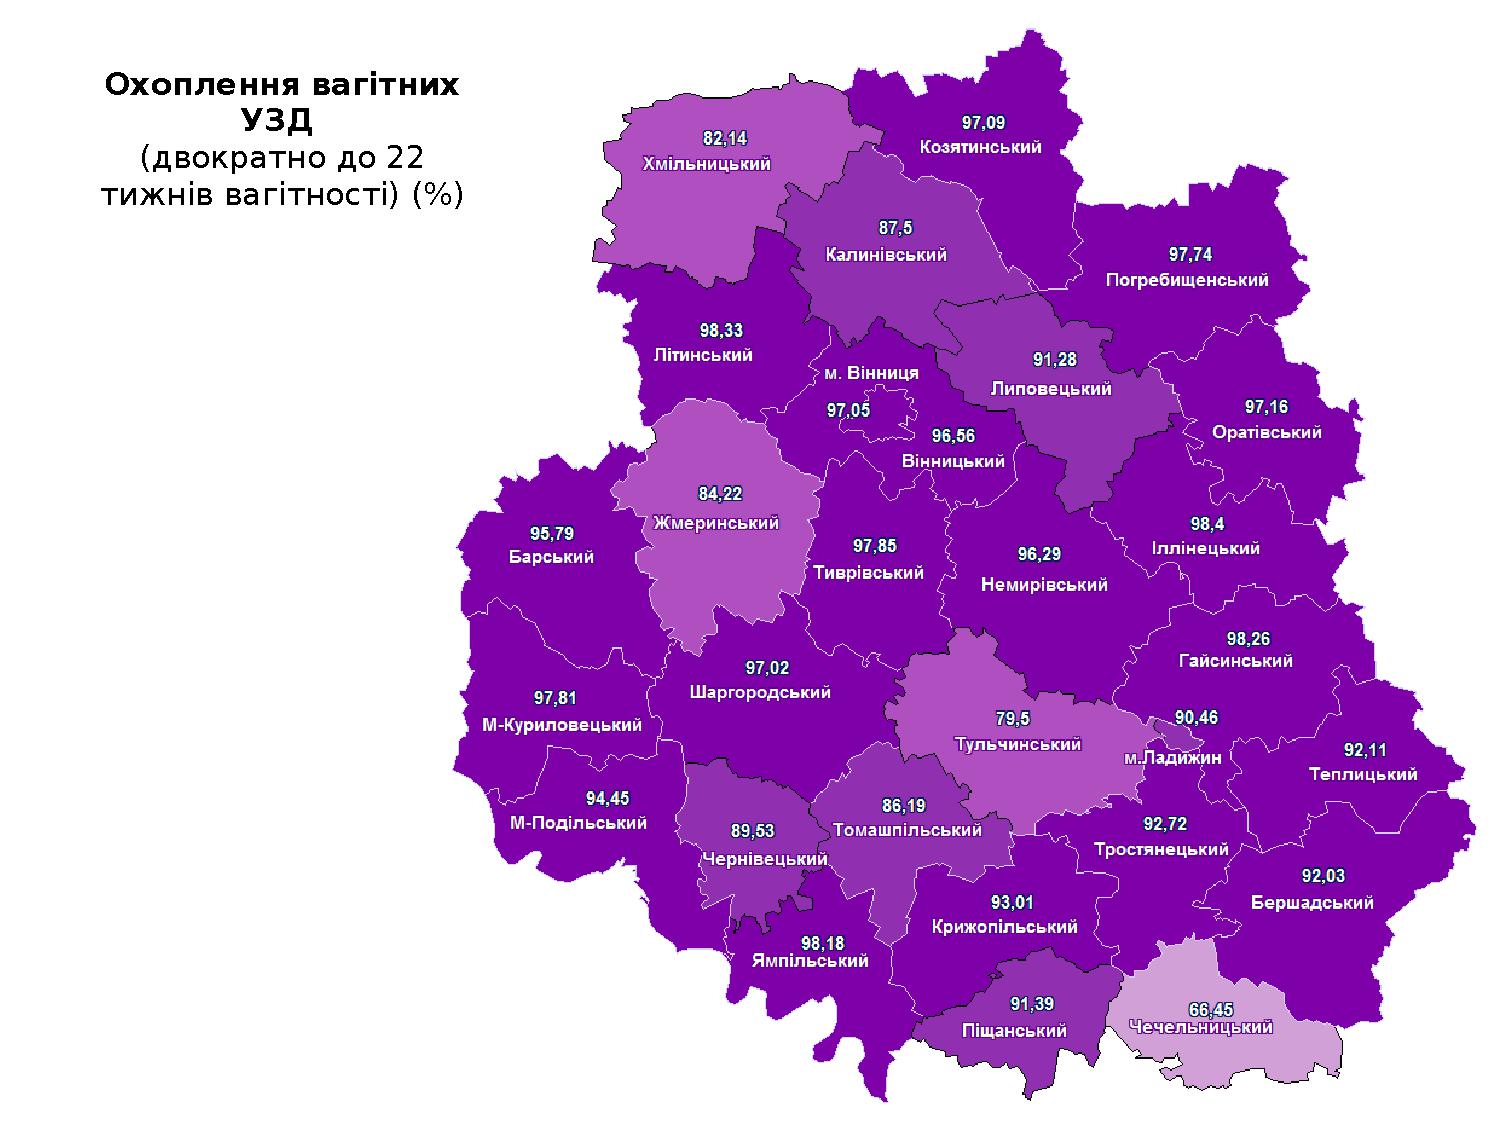 Охоплення вагітних
УЗД
(двократно до 22
тижнів вагітності) (%)
97,09
Козятинський
82,14
Хмільницький
87,5
Калинівський
97,74
Погребищенський
98,33
Літинський
91,28
Липовецький
м. Вінниця
97,05
97,16
Оратівський
96,56
Вінницький
84,22
Жмеринський
95,79
Барський
97,85
Тиврівський
96,29
Немирівський
98,4
Іллінецький
98,26
Гайсинський
97,02
Шаргородський
97,81
М-Куриловецький
79,5
Тульчинський
90,46
м.Ладижин
92,11
Теплицький
94,45
М-Подільський
89,53
Чернівецький
86,19
Томашпільський
92,72
Тростянецький
92,03
Бершадський
93,01
Крижопільський
98,18
Ямпільський
91,39
Піщанський
66,45
Чечельницький